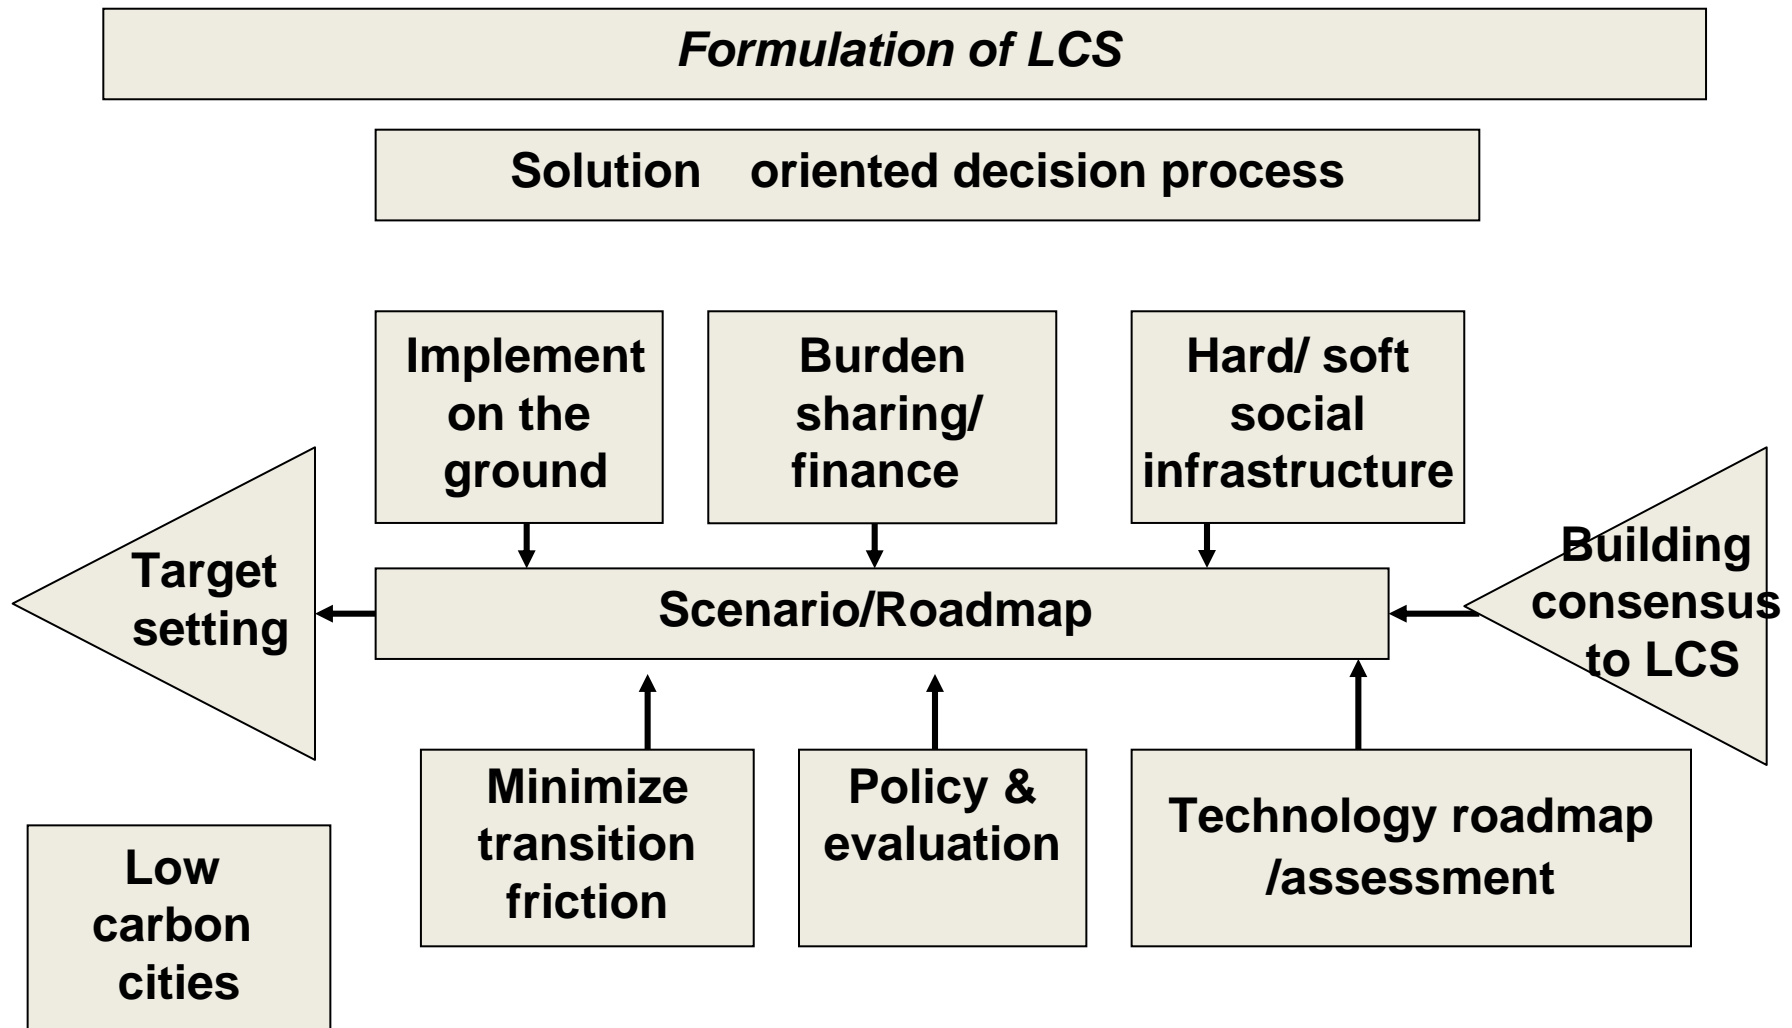 Formulation of LCS
Solution oriented decision process
Implement
on the
ground
Burden
sharing/
finance
Hard/ soft
social
infrastructure
Target
setting
Scenario/Roadmap
Building
consensus
to LCS
Minimize
transition
friction
Policy &
evaluation
Technology roadmap
/assessment
Low
carbon
cities